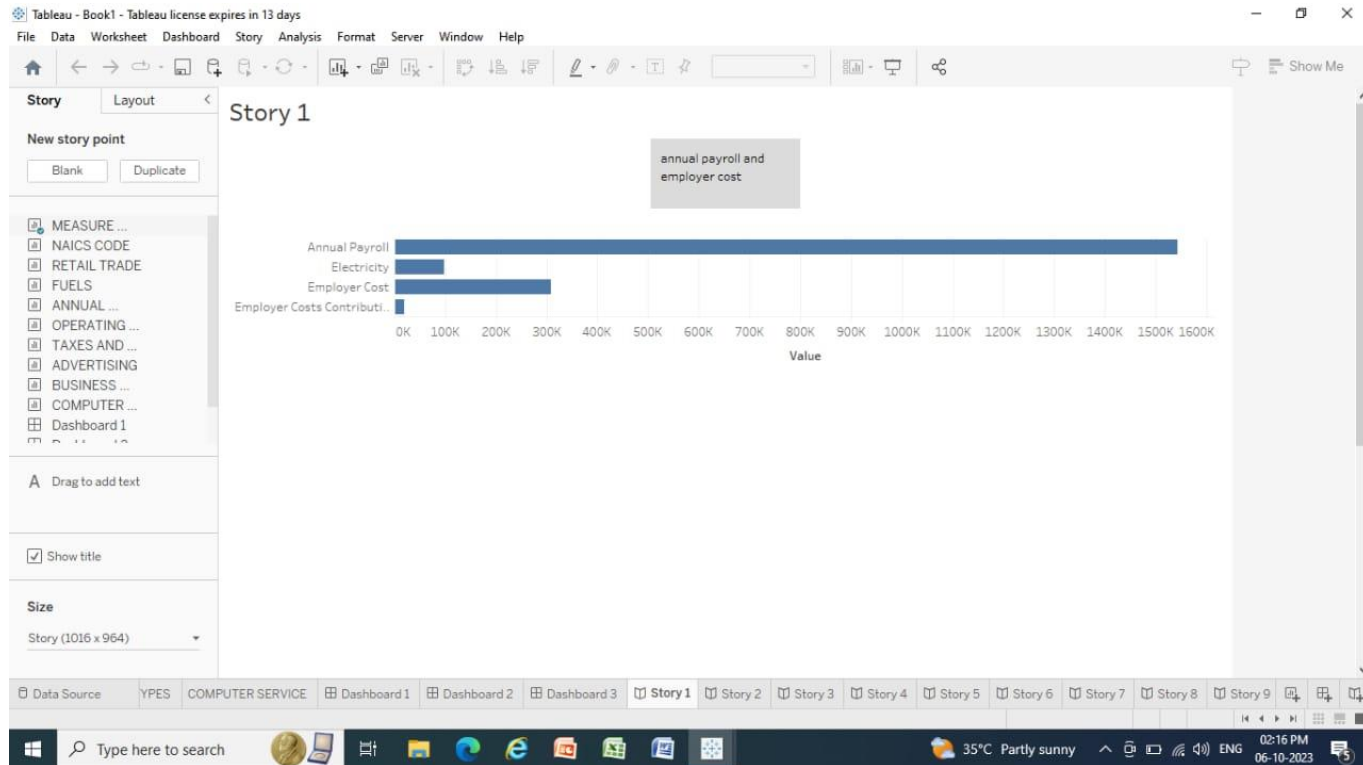 Tableau - Book1 - Tableau license expires in 13 days
File Data Worksheet Dashboard Story Analysis Format Server Window Help
Show Me
Story Layout
Story 1
New story point
Blank Duplicate
annual payroll and
employer cost
MEASURE ...
NAICS CODE
RETAIL TRADE
FUELS
ANNUAL ...
OPERATING ...
TAXES AND ...
ADVERTISING
BUSINESS ...
COMPUTER ...
Dashboard 1
Annual Payroll
Electricity
Employer Cost
Employer Costs Contributi..
0K 100K 200K 300K 400K 500K 600K 700K 800K 900K 1000K 1100K 1200K 1300K 1400K 1500K 1600K
Value
A Drag to add text
Show title
Size
Story (1016 x 964)
Data Source YPES COMPUTER SERVICE Dashboard 1 Dashboard 2 Dashboard 3 Story 1 Story 2 Story 3 Story 4 Story 5 Story 6 Story 7 Story 8 Story 9
Type here to search
35°C Partly sunny
ENG
02:16 PM
06-10-2023
5